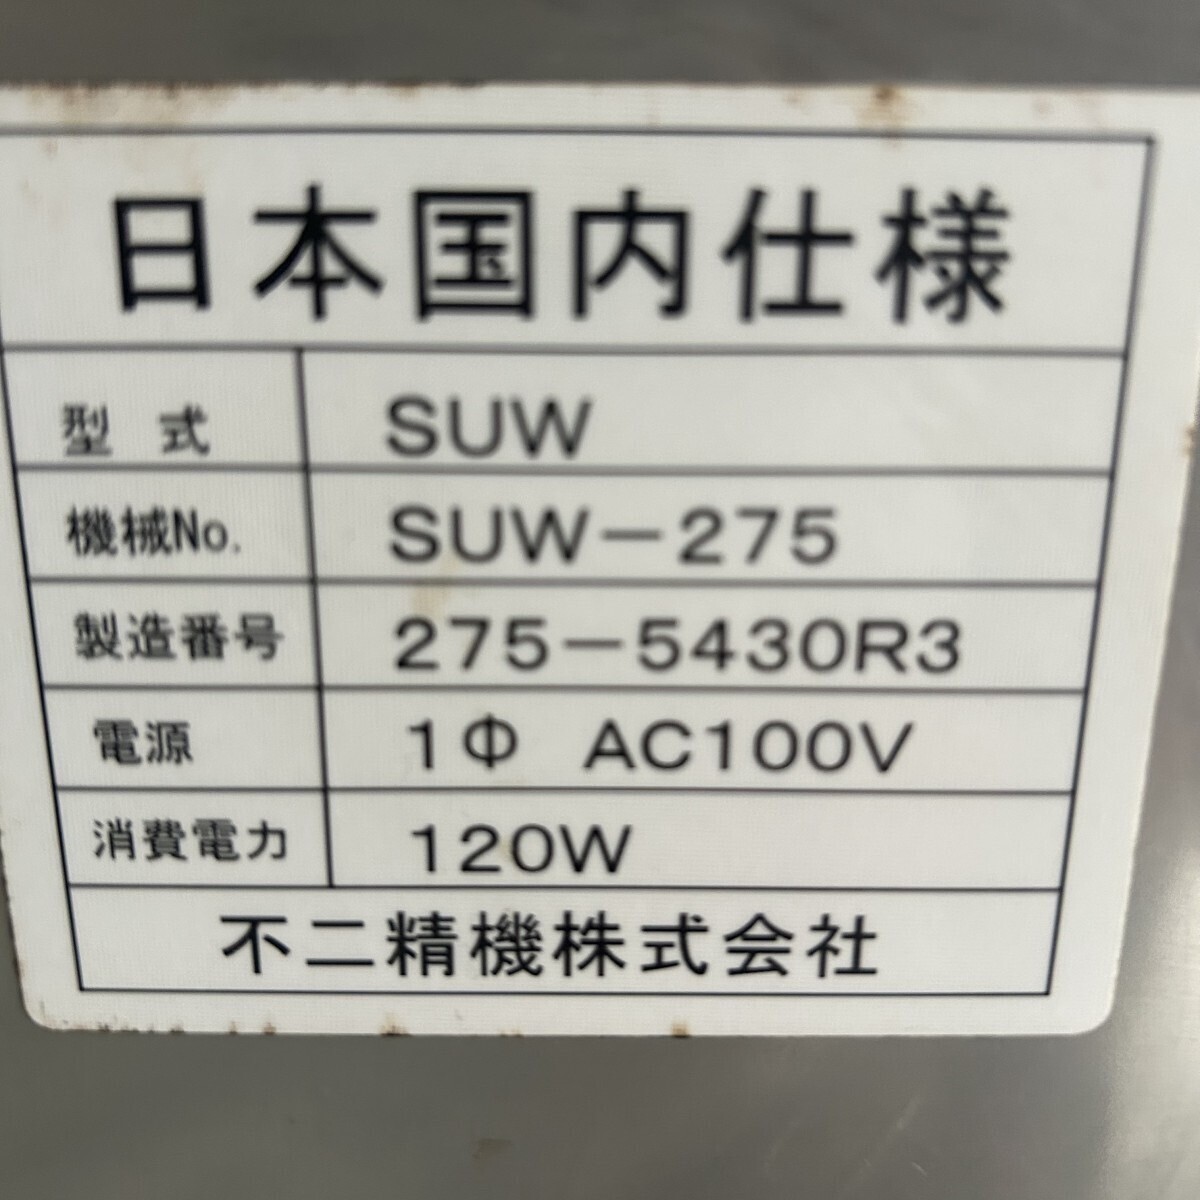 日本国内仕様
型 式 SUW
機械No. SUW-275
製造番号 275-5430R3
電源 1Φ AC100V
消費電力 120W
不二精機株式会社